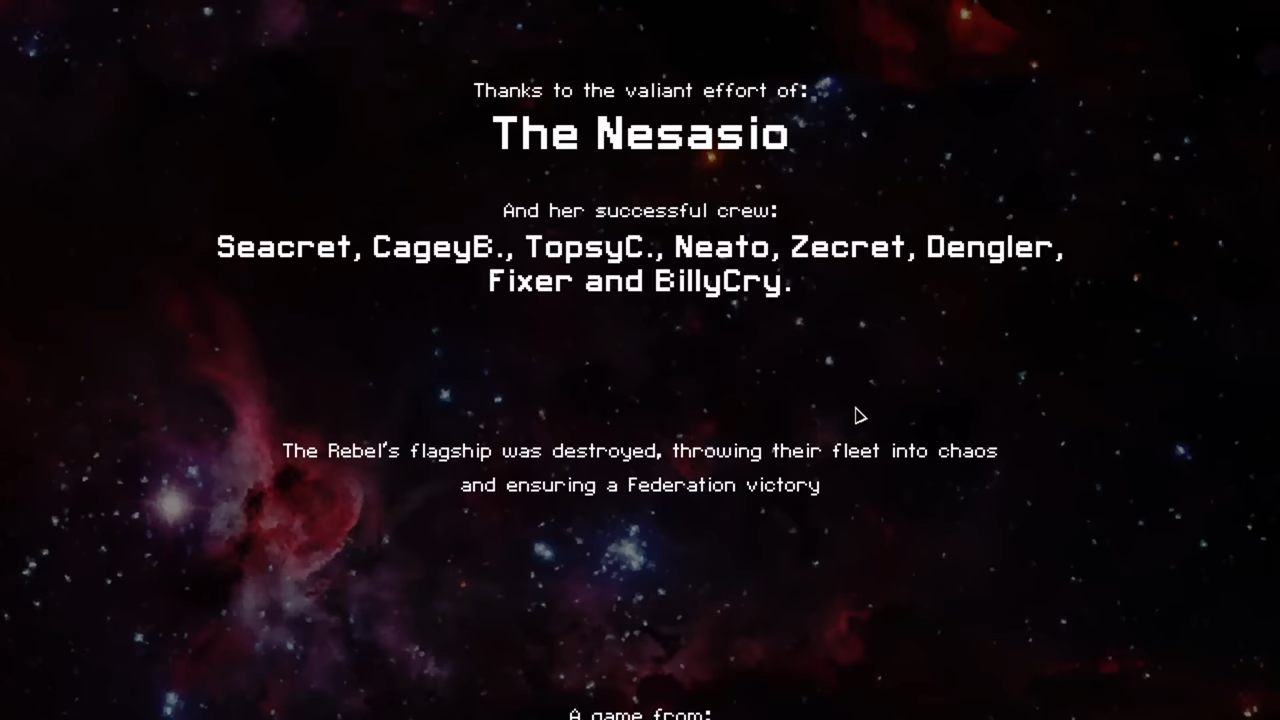 Thanks to the valiant effort of:
The Nesasio
And her successful crew:
Seacret, CageyB., TopsyC., Neato, Zecret, Dengler,
Fixer and BillyCry.
The Rebel's flagship was destroyed, throwing their fleet into chaos
and ensuring a Federation victory
A game from: